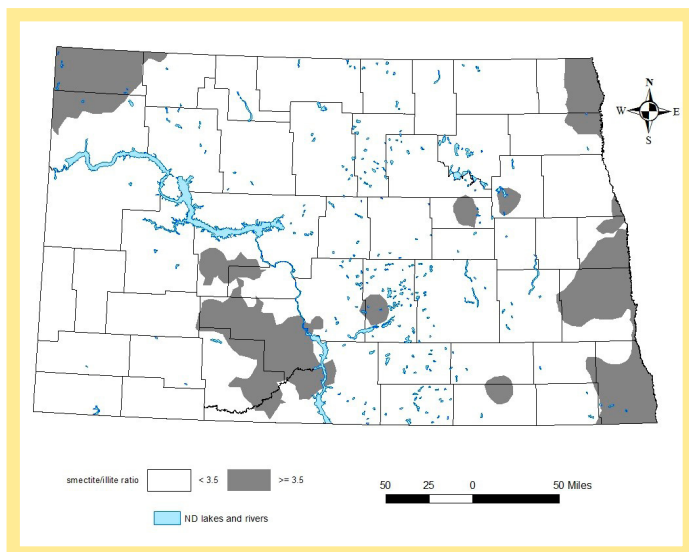 N
W E
S
smectite/illite ratio < 3.5 >= 3.5
50 25 0 50 Miles
ND lakes and rivers